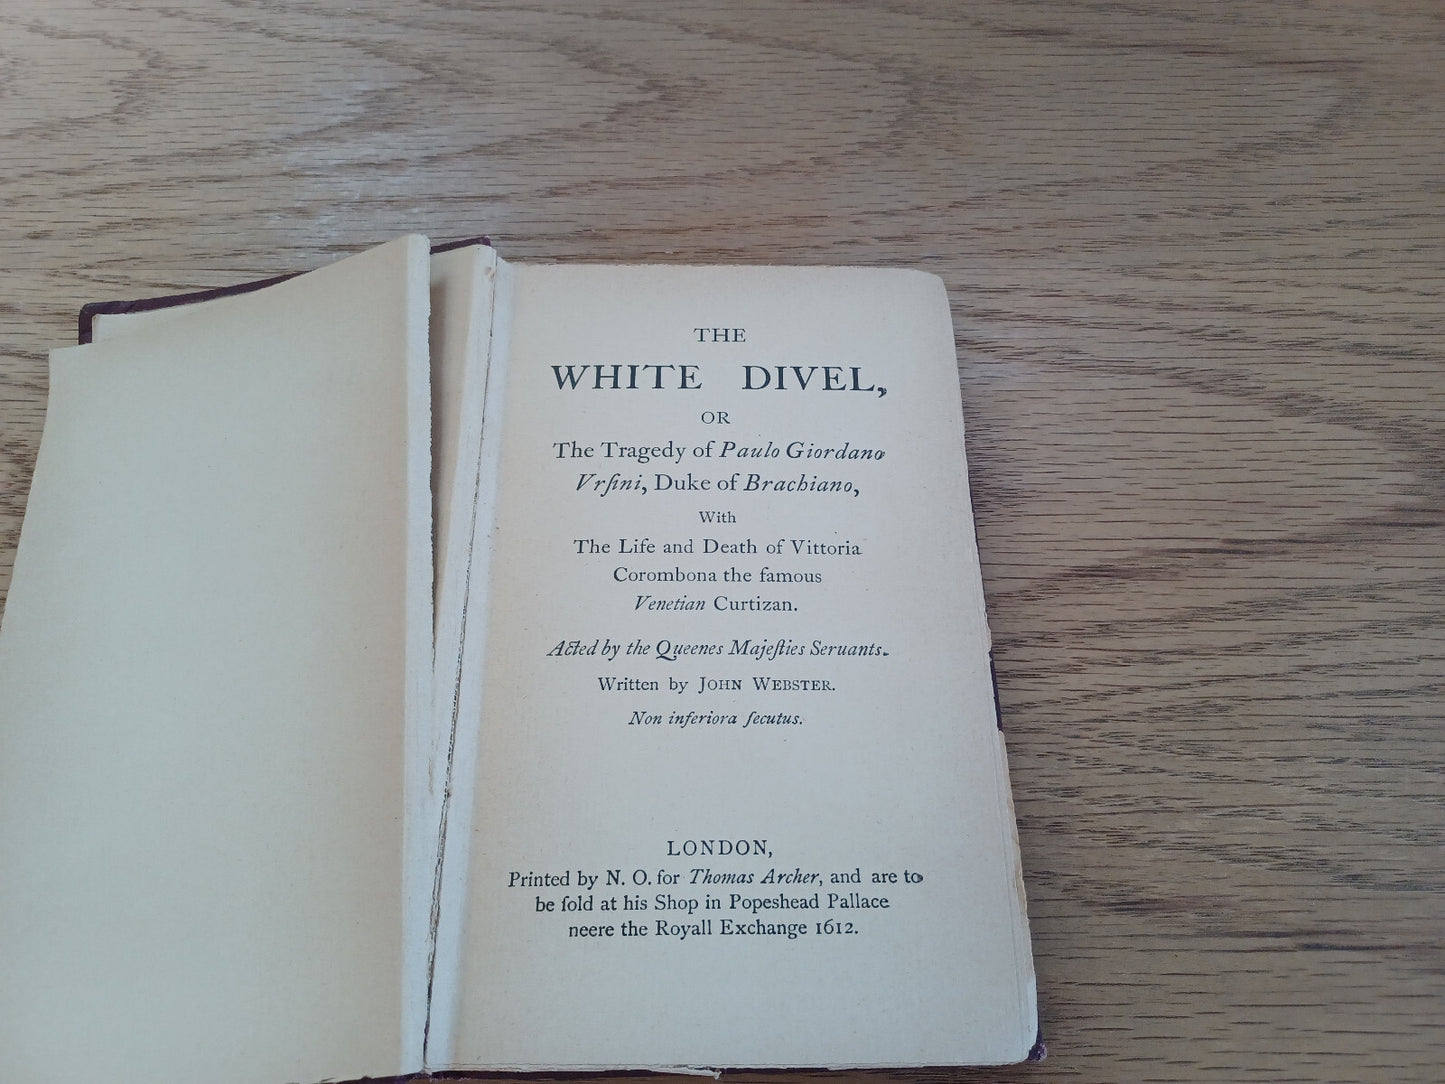 THE
WHITE DIVEL,
OR
The Tragedy of Paulo Giordano
Vrſini, Duke of Brachiano,
With
The Life and Death of Vittoria
Corombona the famous
Venetian Curtizan.
Acted by the Queenes Majeſties Seruants.
Written by JOHN WEBSTER.
Non inferiora ſecutus.
LONDON,
Printed by N. O. for Thomas Archer, and are to
be ſold at his Shop in Popeshead Pallace
neere the Royall Exchange 1612.